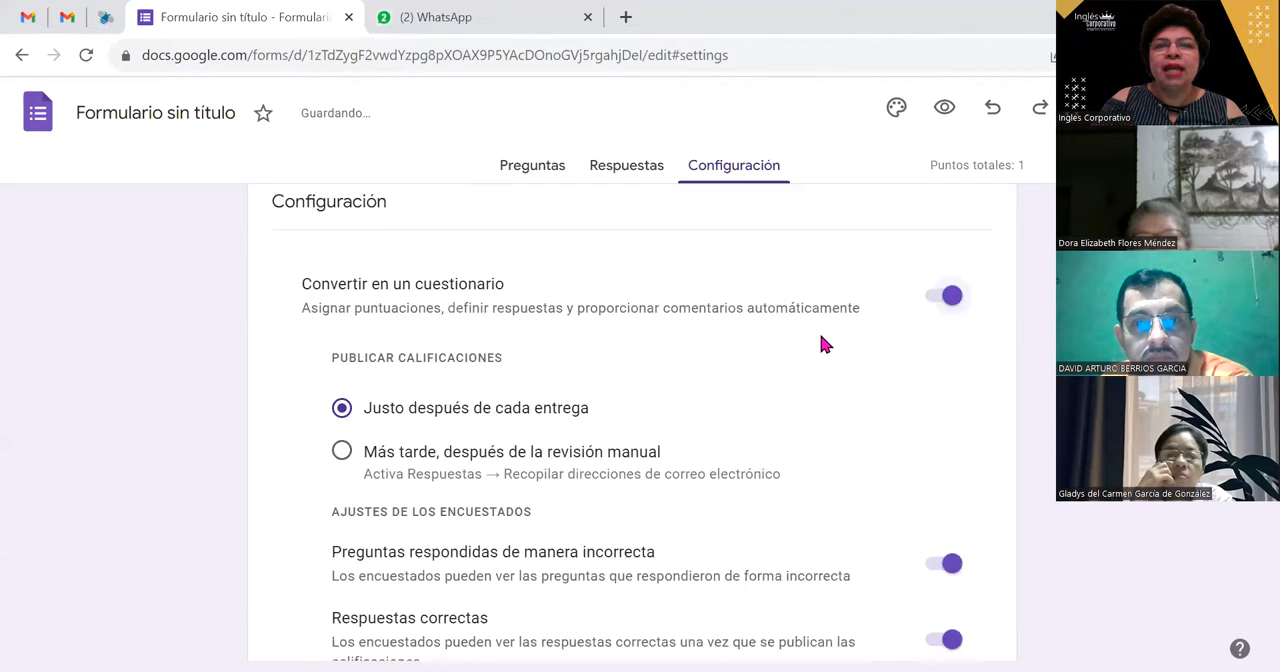 Formulario sin título - Formulari
(2) WhatsApp
docs.google.com/forms/d/1zTdZygF2vwdYzpg8pXOAX9P5YAcDOnoGVj5rgahjDeI/edit#settings
Formulario sin título
Guardando…
Preguntas
Respuestas
Configuración
Puntos totales: 1
Configuración
Convertir en un cuestionario
Asignar puntuaciones, definir respuestas y proporcionar comentarios automáticamente
PUBLICAR CALIFICACIONES
Justo después de cada entrega
Más tarde, después de la revisión manual
Activa Respuestas → Recopilar direcciones de correo electrónico
AJUSTES DE LOS ENCUESTADOS
Preguntas respondidas de manera incorrecta
Los encuestados pueden ver las preguntas que respondieron de forma incorrecta
Respuestas correctas
Los encuestados pueden ver las respuestas correctas una vez que se publican las
calificaciones
Inglés
Corporativo
Inglés Corporativo
Dora Elizabeth Flores Méndez
DAVID ARTURO BERRIOS GARCIA
Gladys del Carmen García de González